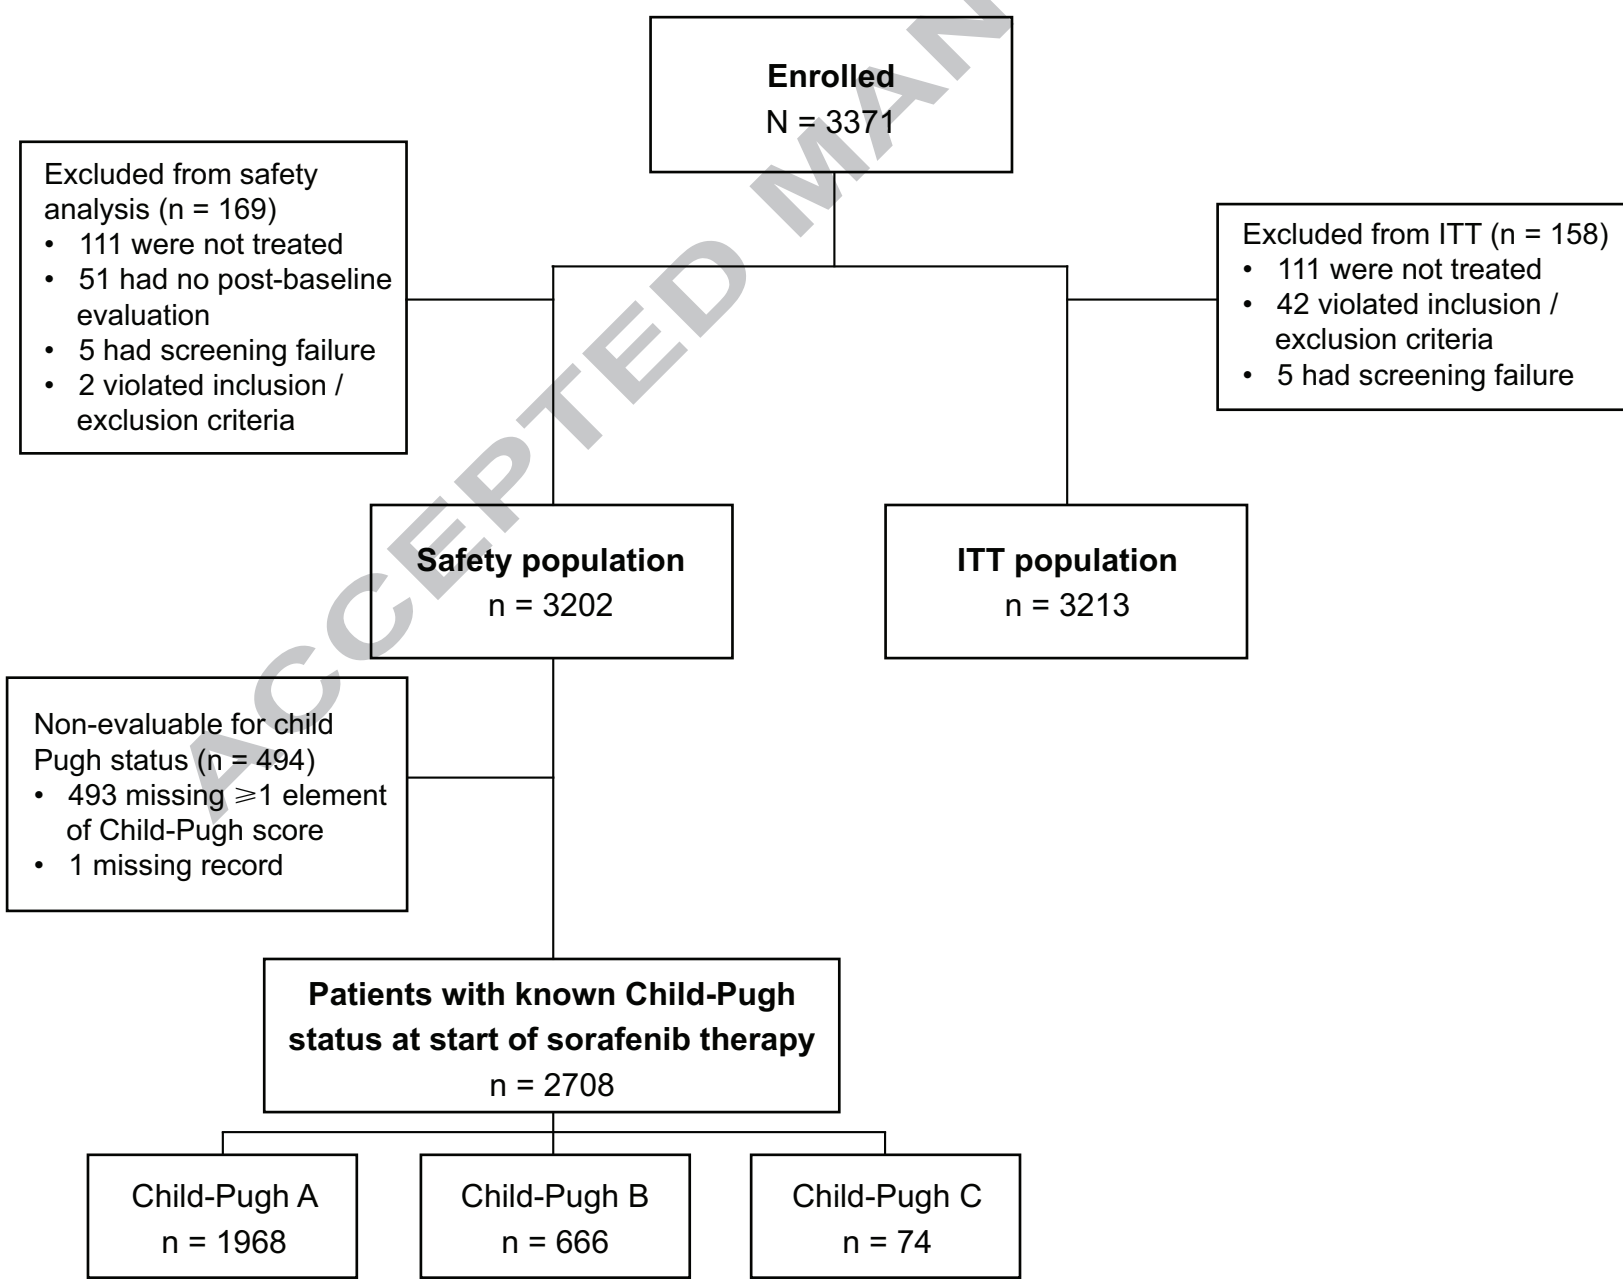 Enrolled
N = 3371
Excluded from safety
analysis (n = 169)
• 111 were not treated
• 51 had no post-baseline
evaluation
• 5 had screening failure
• 2 violated inclusion /
exclusion criteria
Excluded from ITT (n = 158)
• 111 were not treated
• 42 violated inclusion /
exclusion criteria
• 5 had screening failure
Safety population
n = 3202
ITT population
n = 3213
Non-evaluable for child
Pugh status (n = 494)
• 493 missing ⩾1 element
of Child-Pugh score
• 1 missing record
Patients with known Child-Pugh
status at start of sorafenib therapy
n = 2708
Child-Pugh A
n = 1968
Child-Pugh B
n = 666
Child-Pugh C
n = 74
ACCEPTED MAN